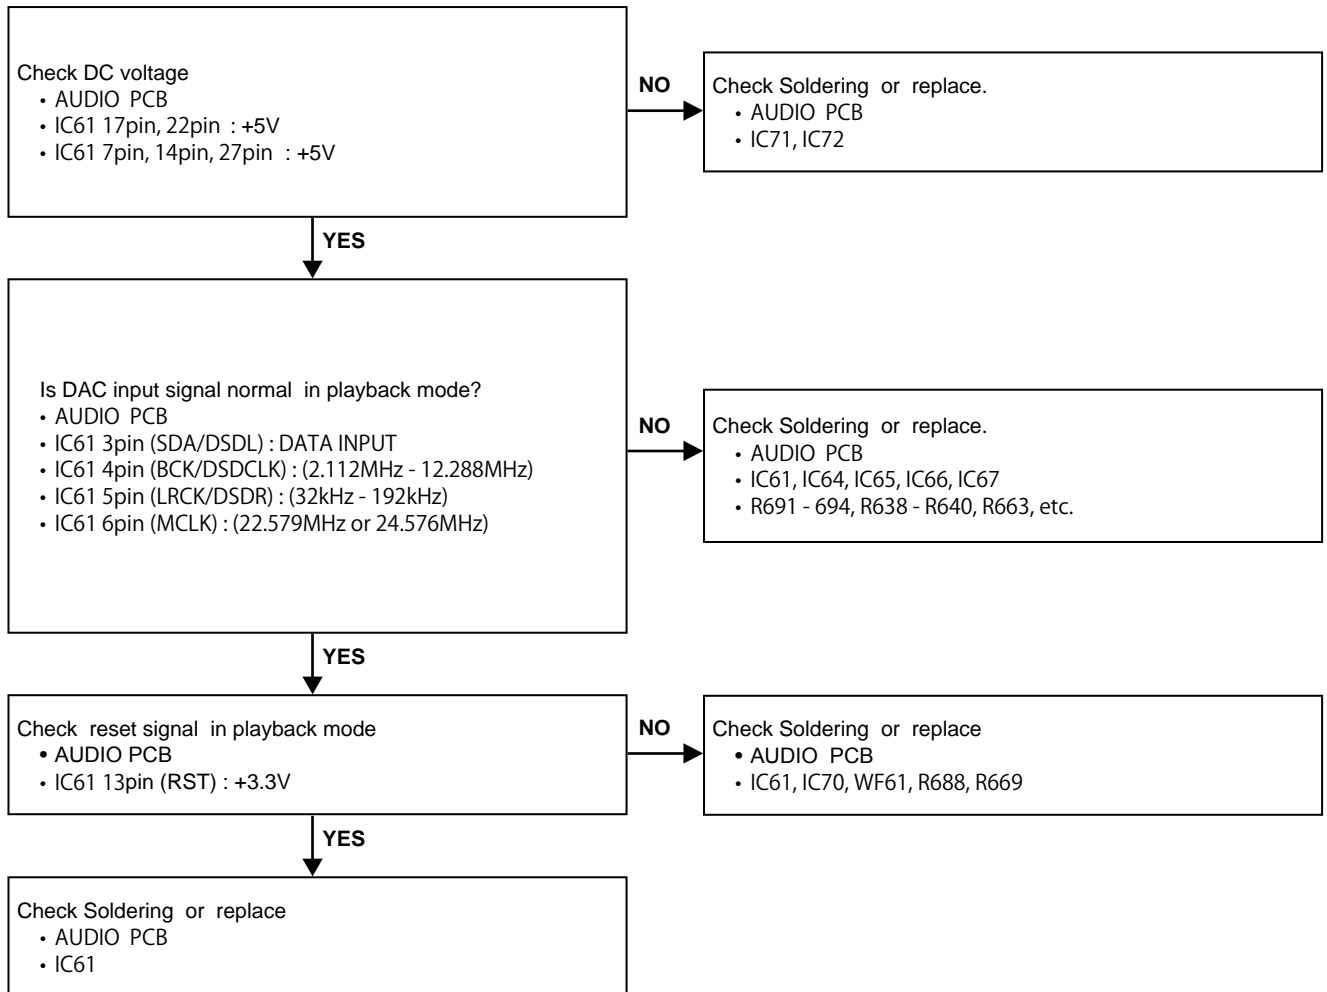 Check DC voltage
• AUDIO PCB
• IC61 17pin, 22pin : +5V
• IC61 7pin, 14pin, 27pin : +5V
NO
Check Soldering or replace.
• AUDIO PCB
• IC71, IC72
YES
Is DAC input signal normal in playback mode?
• AUDIO PCB
• IC61 3pin (SDA/DSDL) : DATA INPUT
• IC61 4pin (BCK/DSDCLK) : (2.112MHz - 12.288MHz)
• IC61 5pin (LRCK/DSDR) : (32kHz - 192kHz)
• IC61 6pin (MCLK) : (22.579MHz or 24.576MHz)
NO
Check Soldering or replace.
• AUDIO PCB
• IC61, IC64, IC65, IC66, IC67
• R691 - 694, R638 - R640, R663, etc.
YES
Check reset signal in playback mode
• AUDIO PCB
• IC61 13pin (RST) : +3.3V
NO
Check Soldering or replace
• AUDIO PCB
• IC61, IC70, WF61, R688, R669
YES
Check Soldering or replace
• AUDIO PCB
• IC61